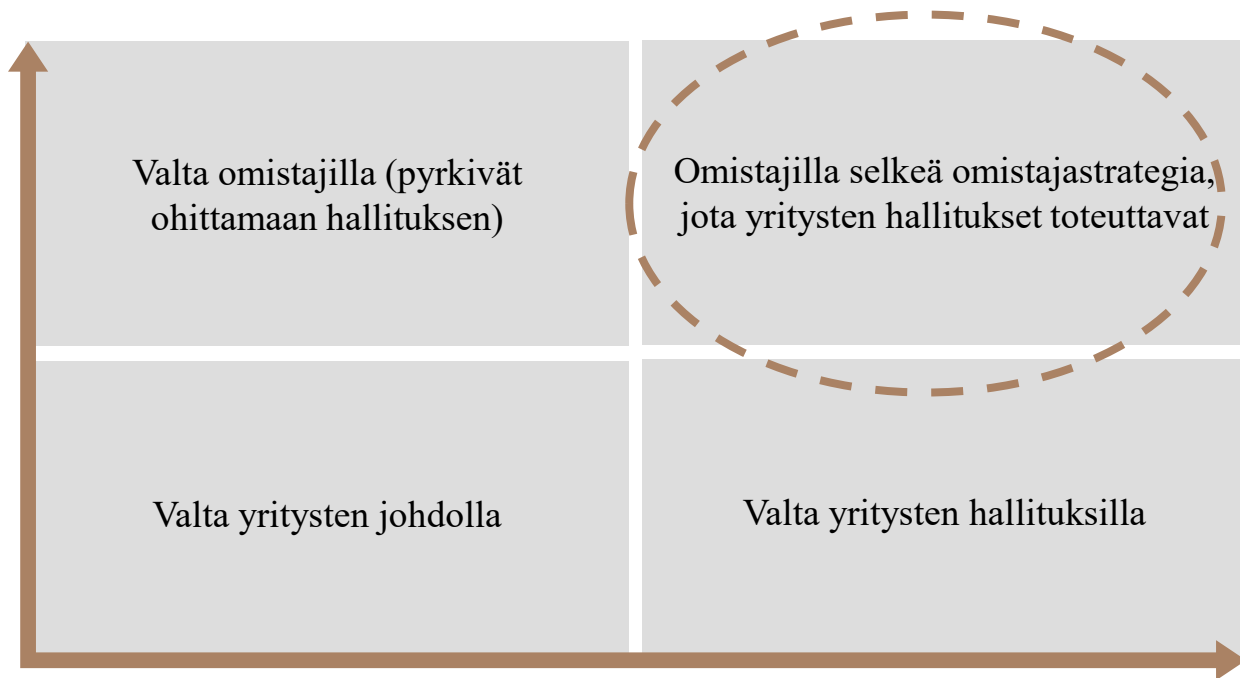 Valta omistajilla (pyrkivät
ohittamaan hallituksen)
Omistajilla selkeä omistajastrategia,
jota yritysten hallitukset toteuttavat
Valta yritysten johdolla
Valta yritysten hallituksilla